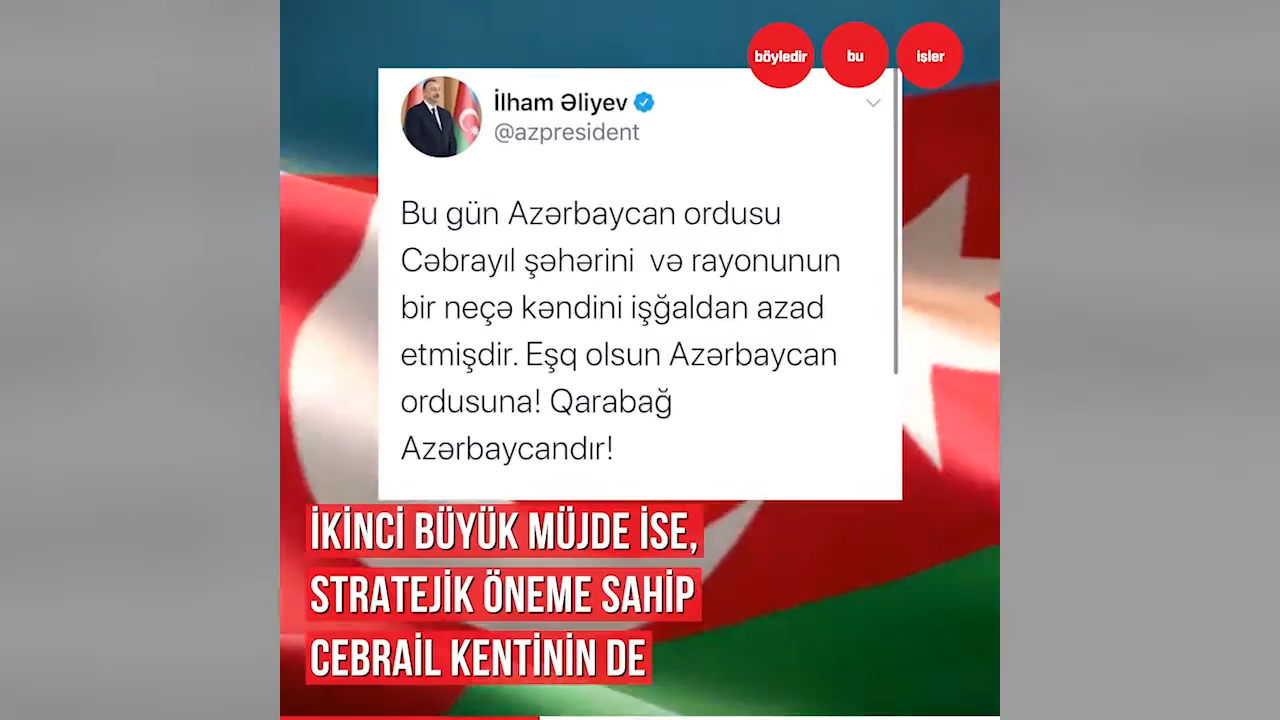 böyledir bu işler
İlham Əliyev
@azpresident
Bu gün Azərbaycan ordusu
Cəbrayıl şəhərini və rayonunun
bir neçə kəndini işğaldan azad
etmişdir. Eşq olsun Azərbaycan
ordusuna! Qarabağ
Azərbaycandır!
İKİNCİ BÜYÜK MÜJDE İSE,
STRATEJİK ÖNEME SAHİP
CEBRAİL KENTİNİN DE